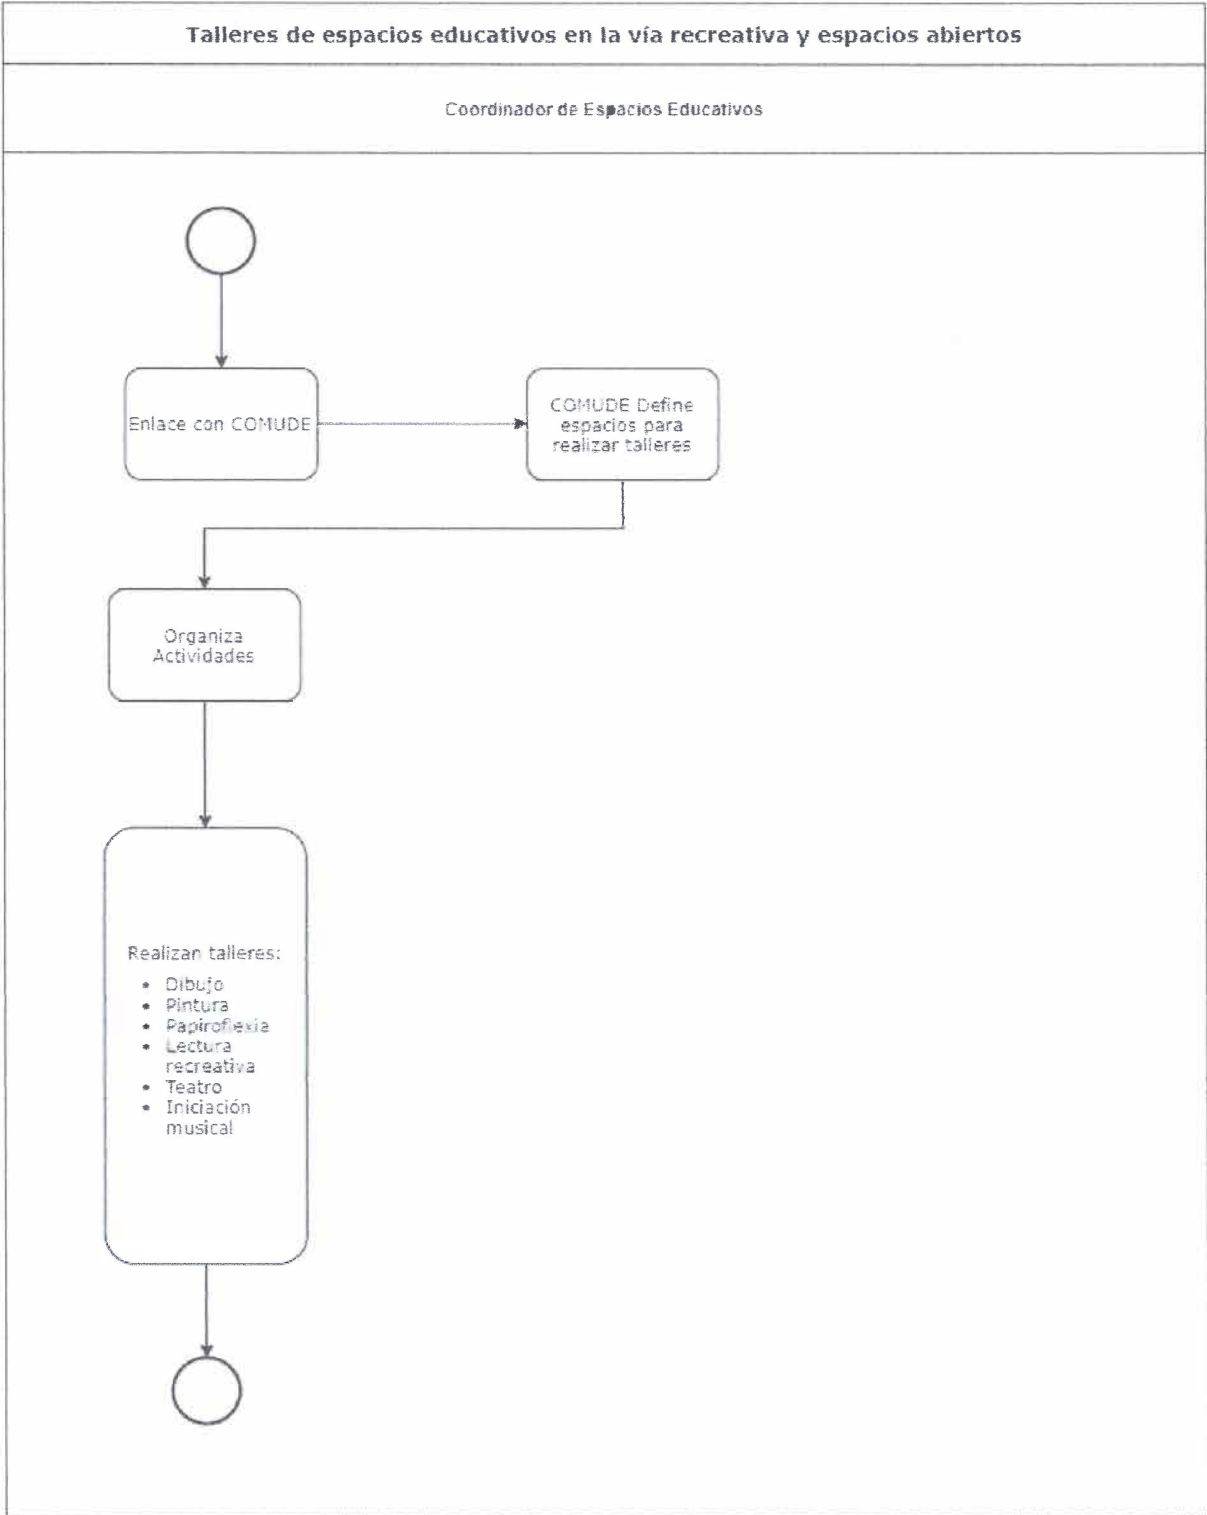 Talleres de espacios educativos en la vía recreativa y espacios abiertos
Coordinador de Espacios Educativos
Enlace con COMUDE
COMUDE Define
espacios para
realizar talleres
Organiza
Actividades
Realizan talleres:
• Dibujo
• Pintura
• Papiroflexia
• Lectura
recreativa
• Teatro
• Iniciación
musical